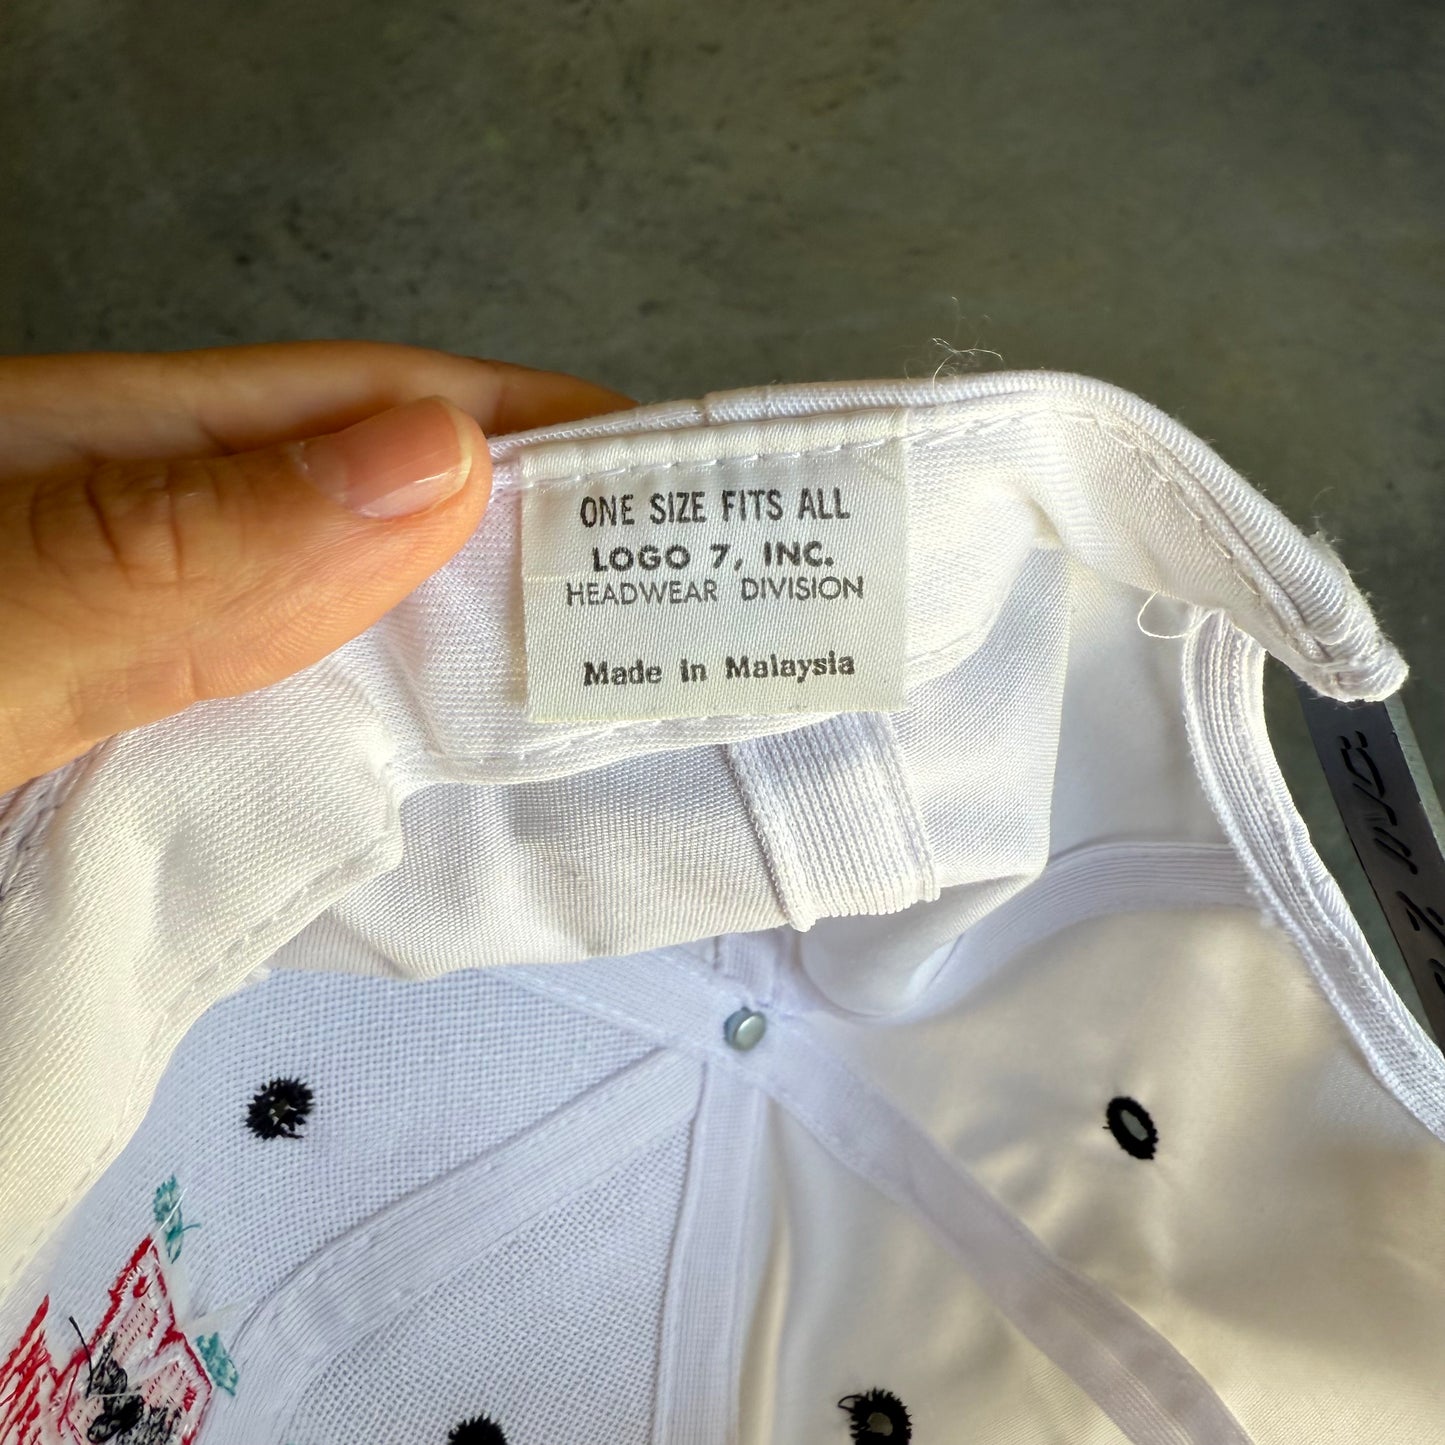 ONE SIZE FITS ALL
LOGO 7, INC.
HEADWEAR DIVISION
Made in Malaysia